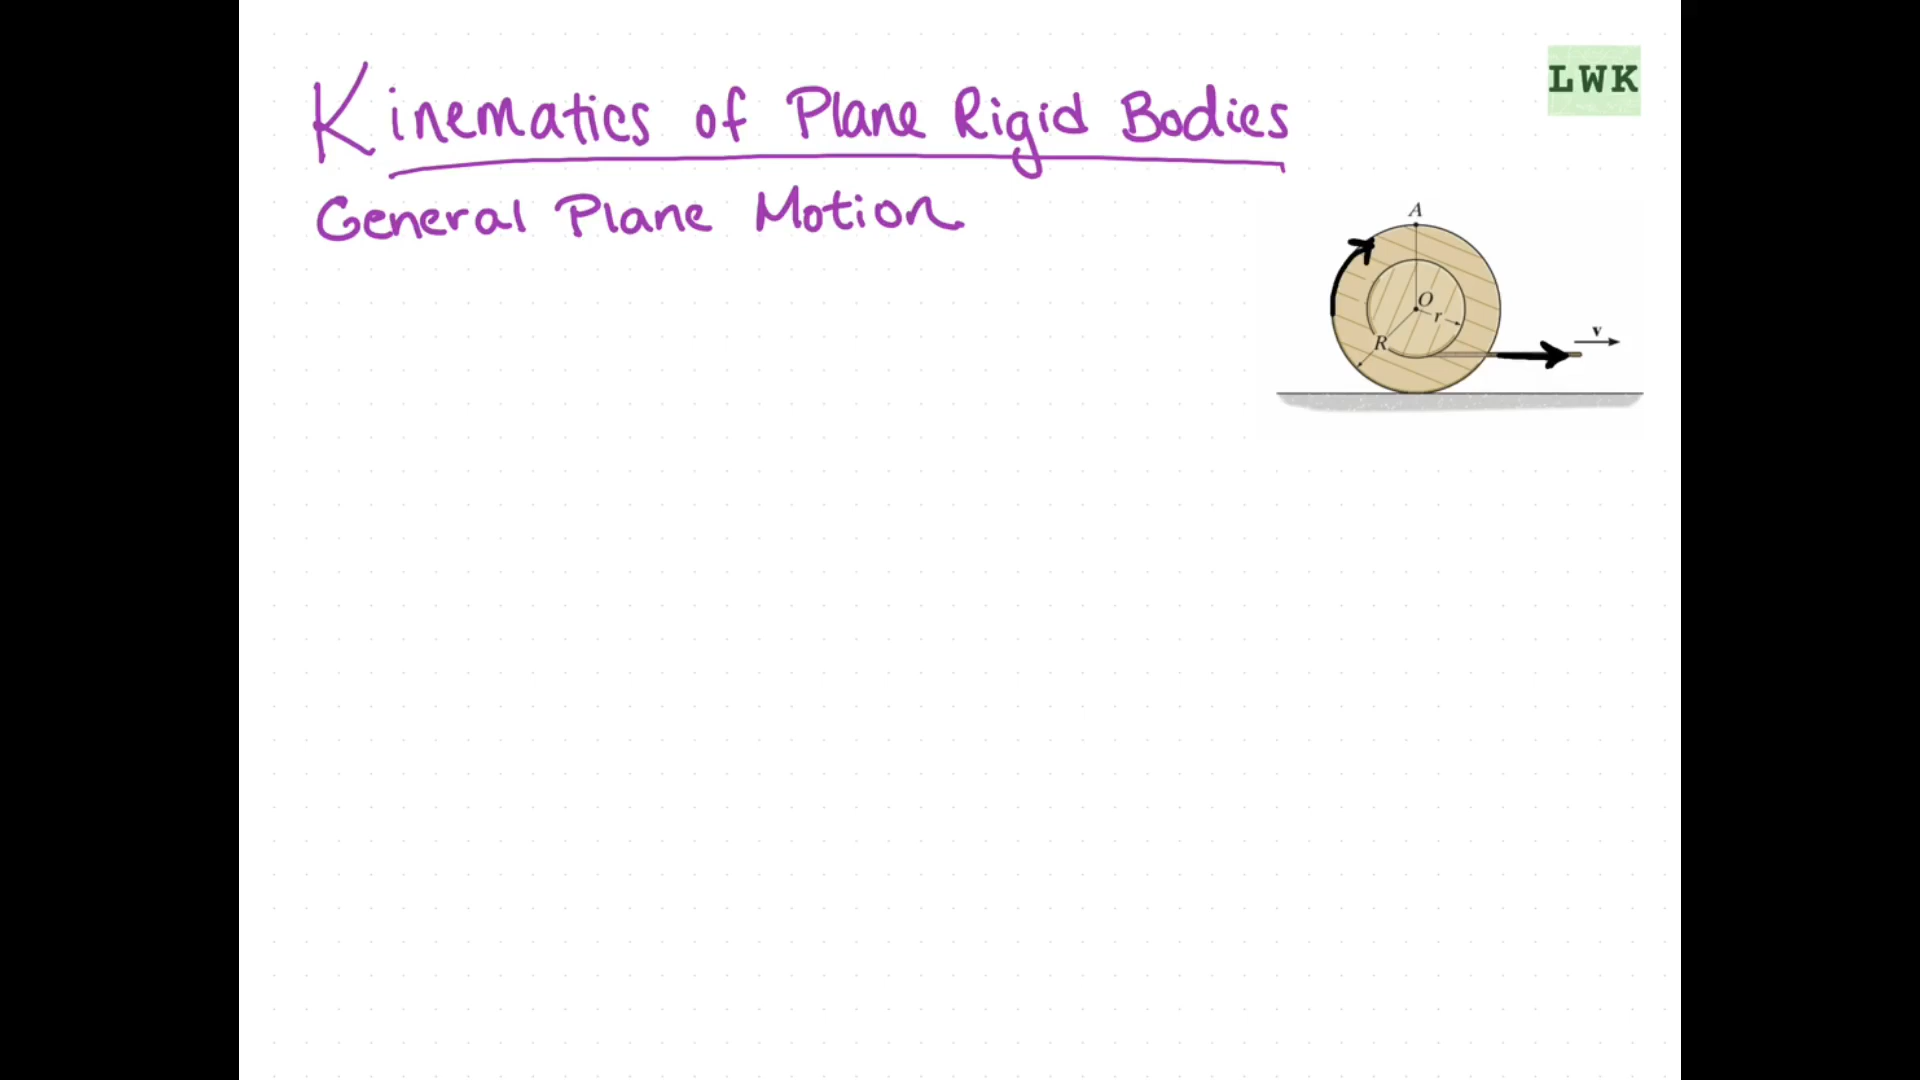 Kinematics of Plane Rigid Bodies
LWK
General Plane Motion
A
O
r
R
v